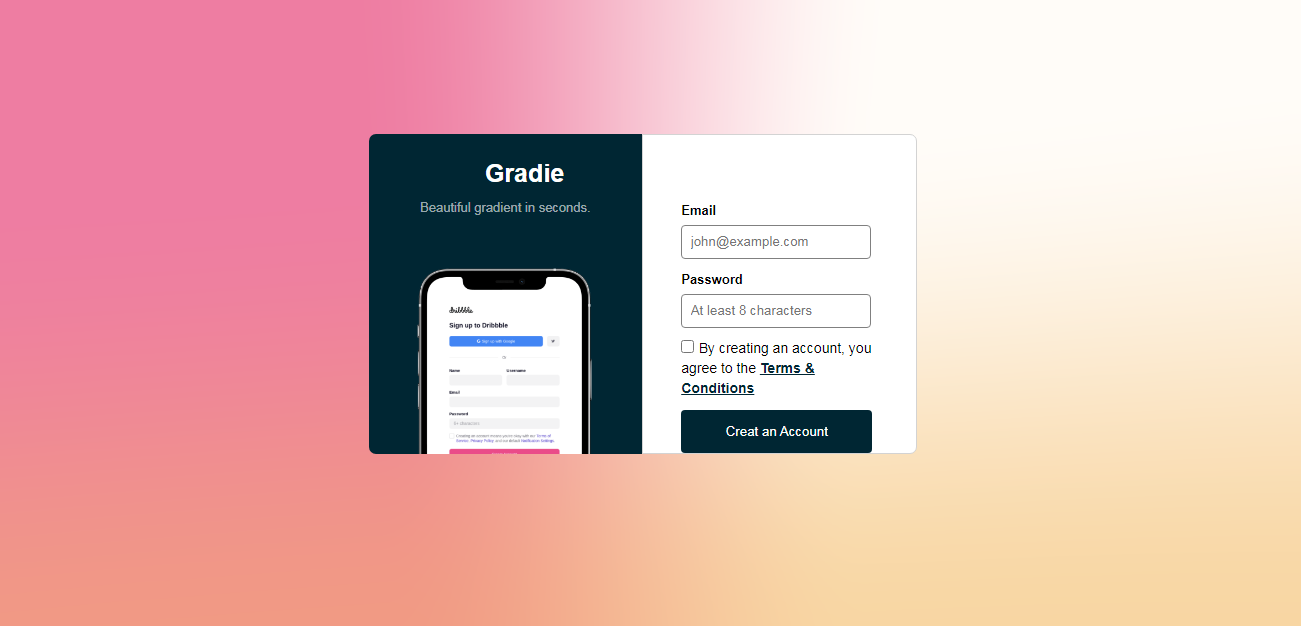 Gradie
Beautiful gradient in seconds.
dribbble
Sign up to Dribbble
Sign up with Google
Or
Name Username
Email
Password
6+ characters
Creating an account means you're okay with our Terms of
Service, Privacy Policy, and our default Notification Settings.
Email
john@example.com
Password
At least 8 characters
By creating an account, you
agree to the Terms &
Conditions
Creat an Account